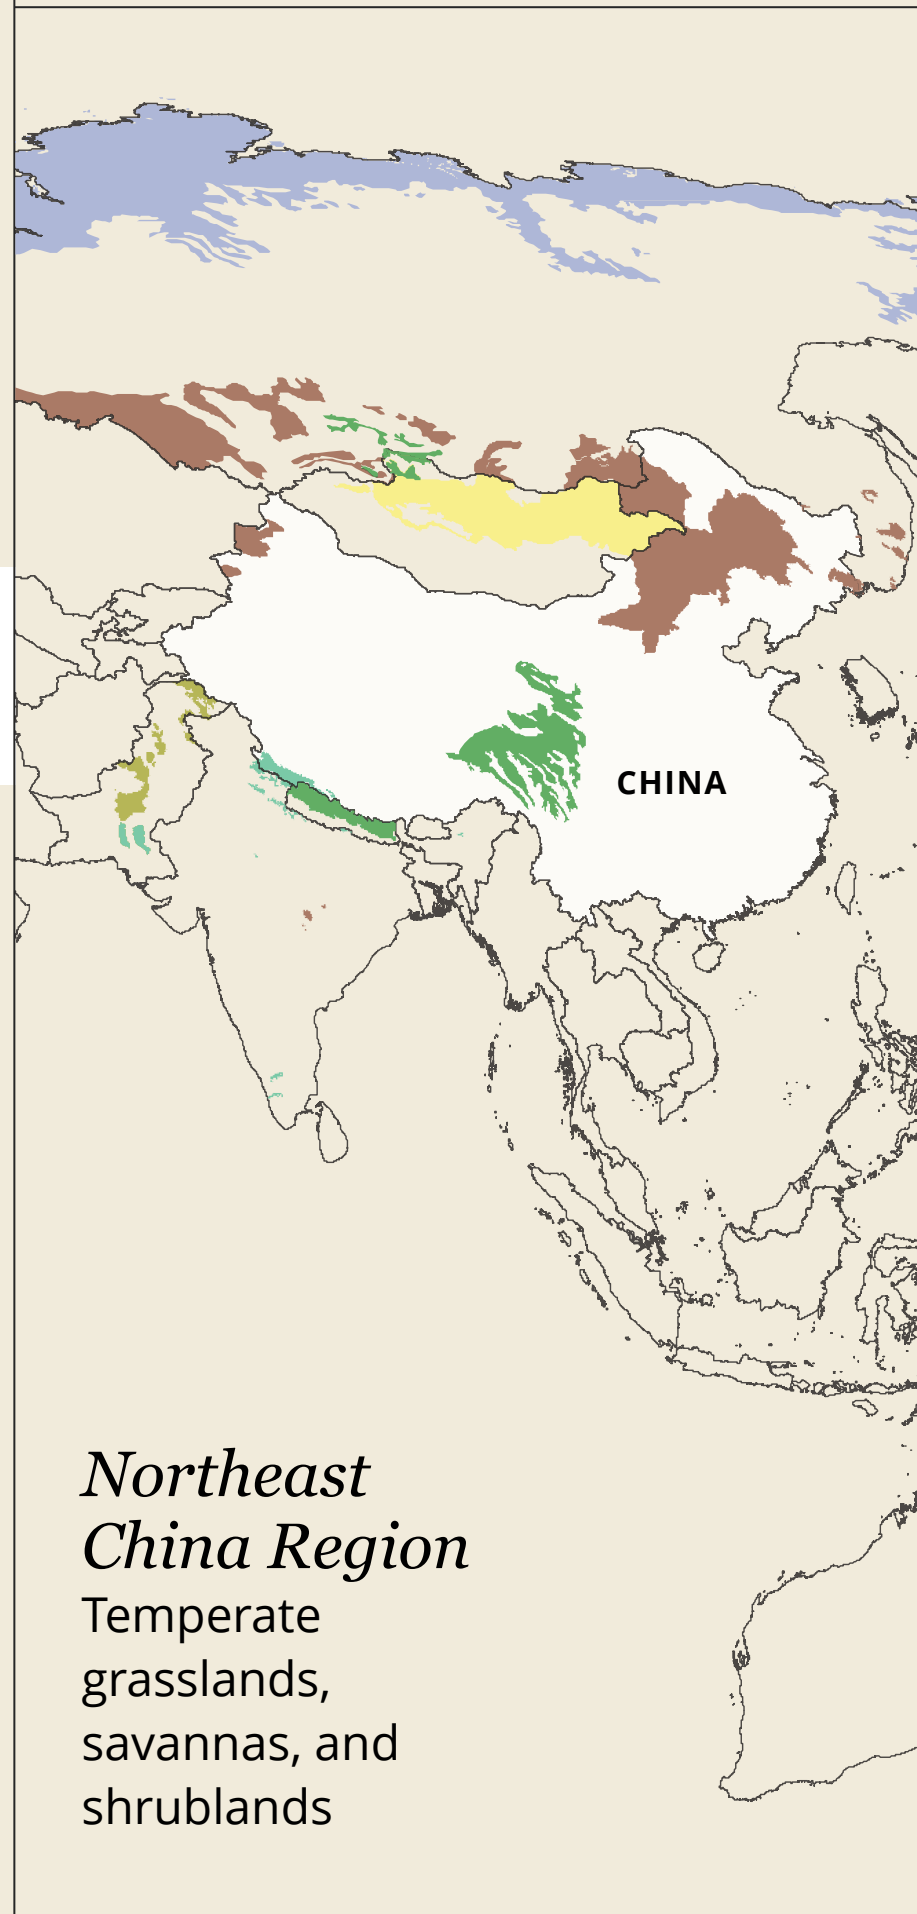 CHINA
Northeast
China Region
Temperate
grasslands,
savannas, and
shrublands